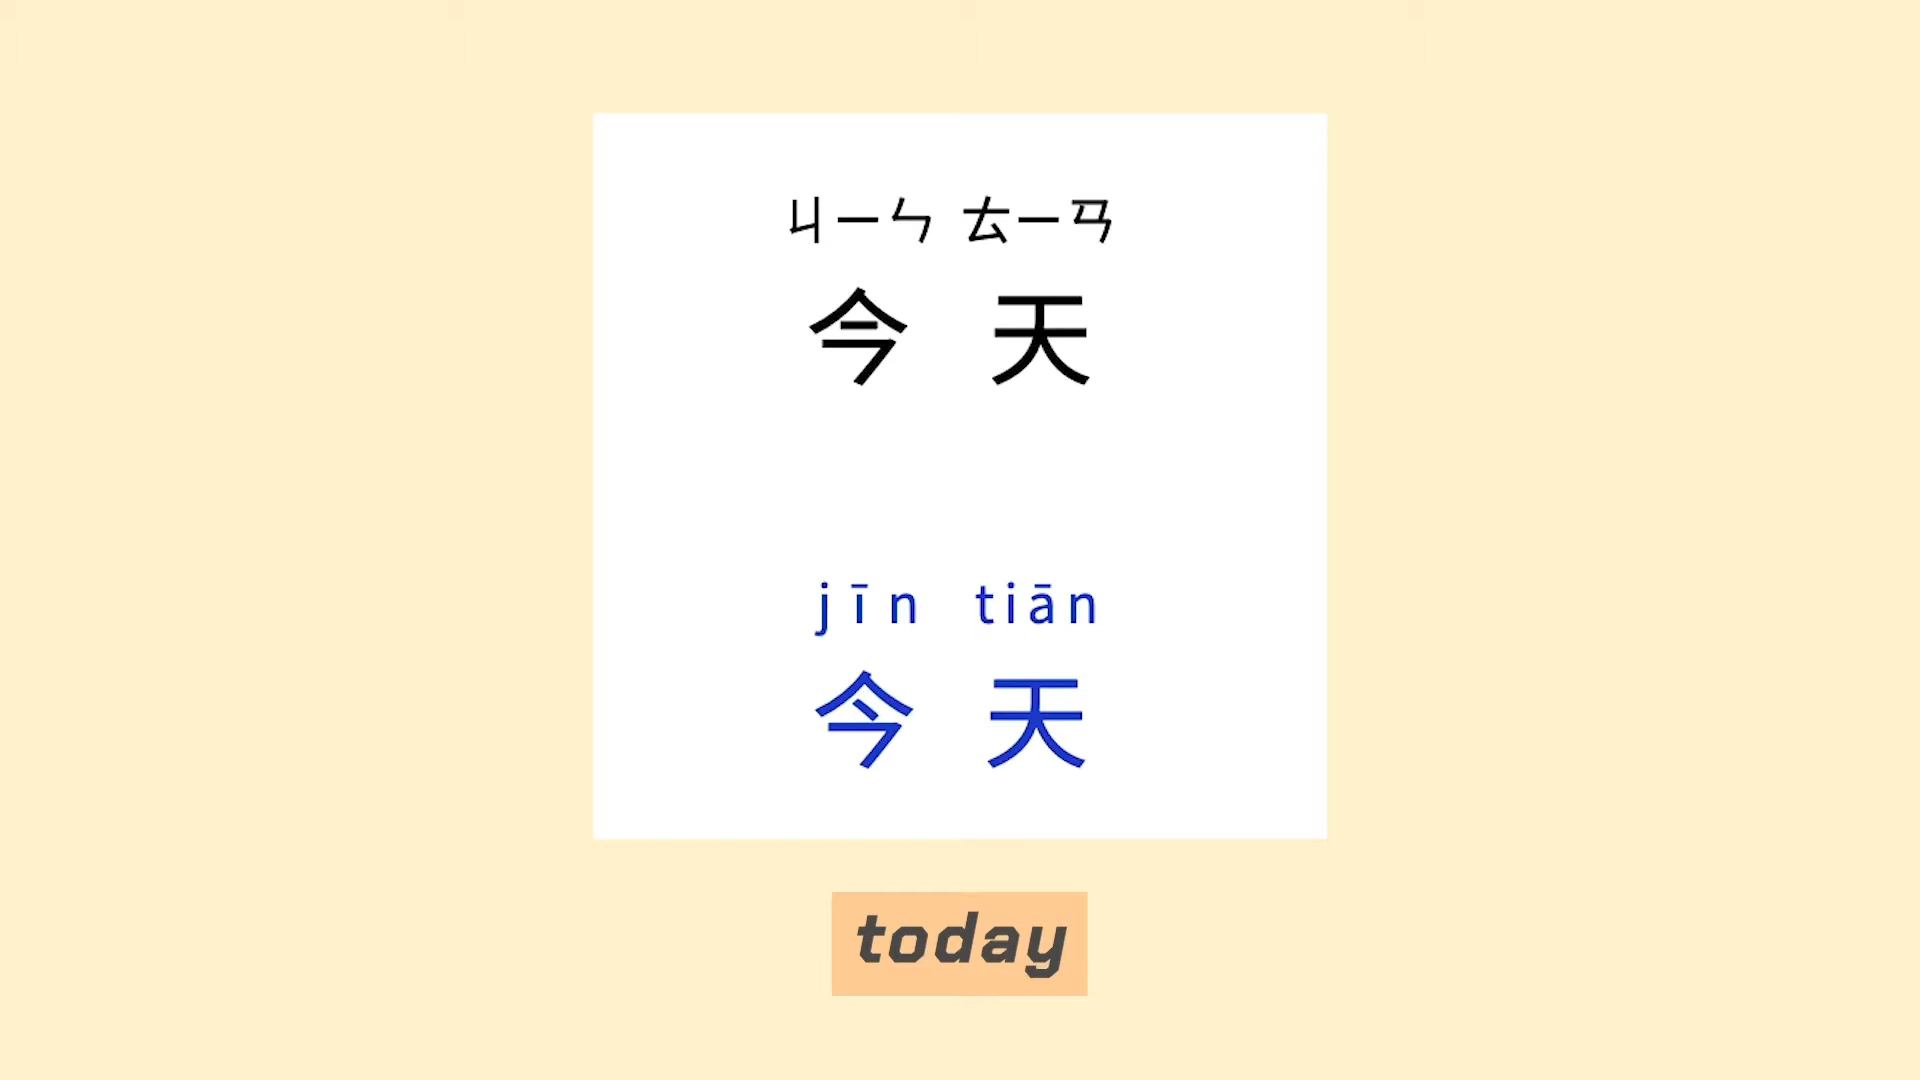 ㄐㄧㄣ ㄊㄧㄢ
今 天
jīn tiān
今 天
today